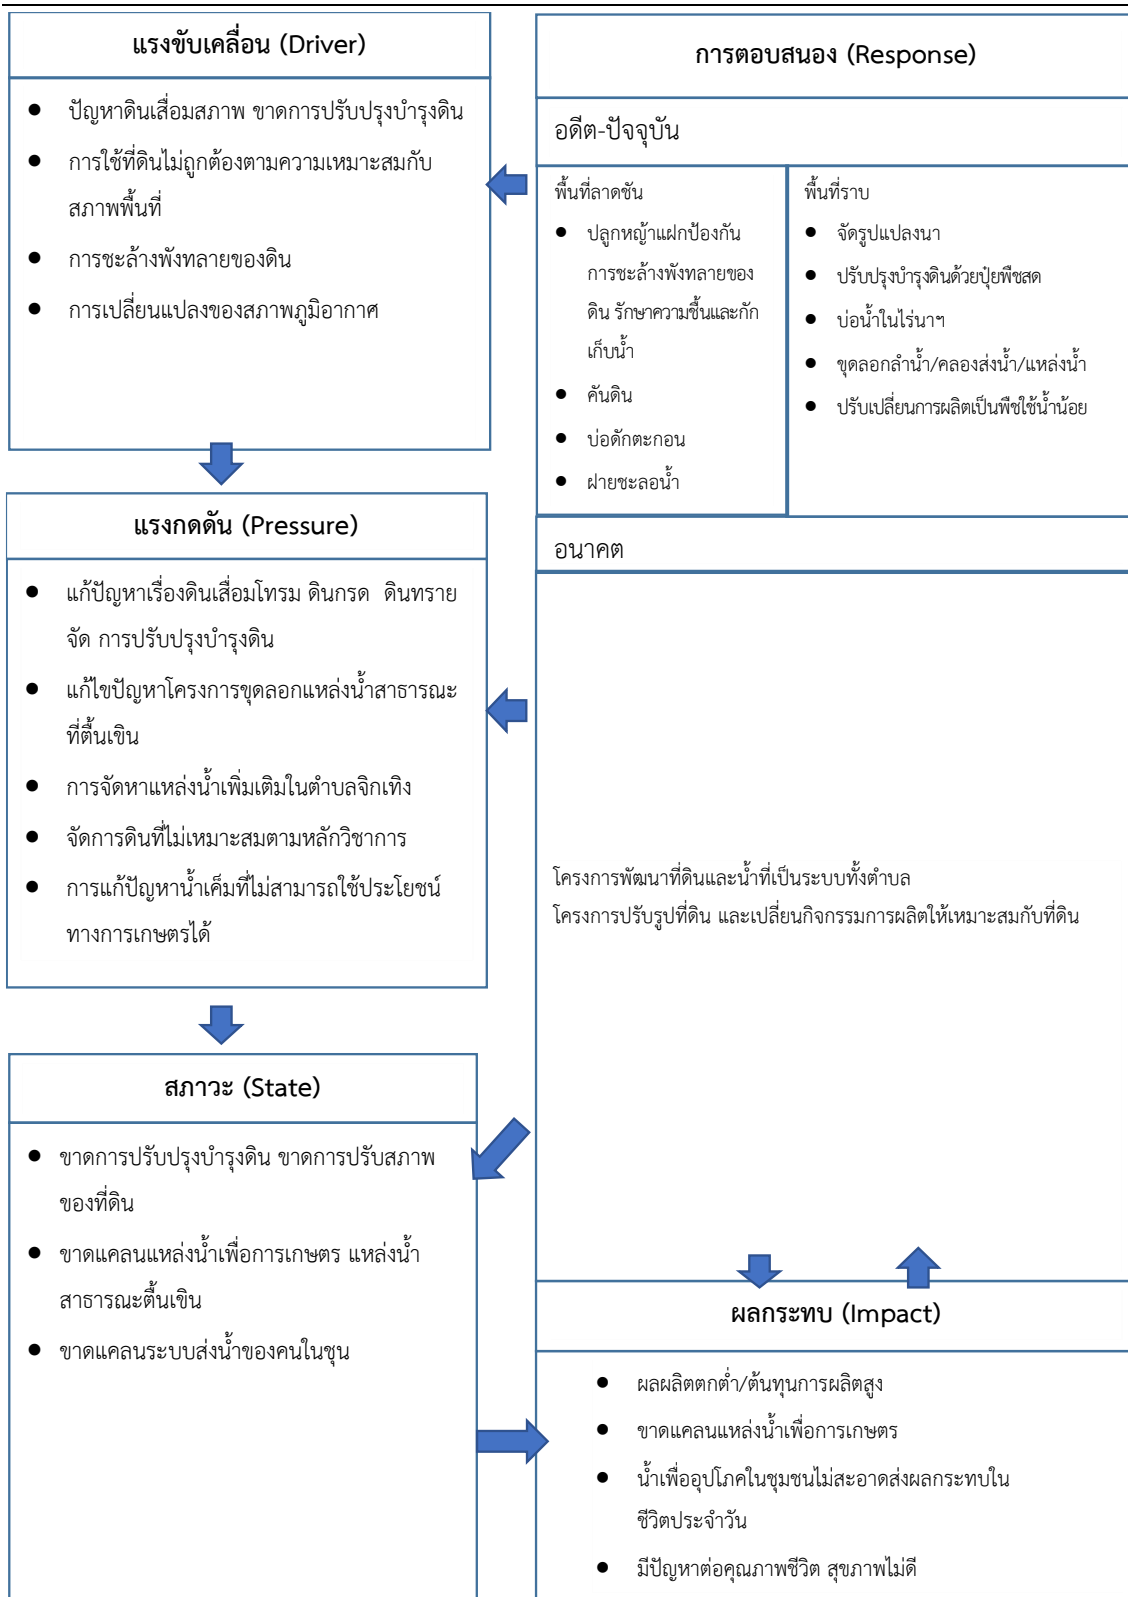 แรงขับเคลื่อน (Driver)
● ปัญหาดินเสื่อมสภาพ ขาดการปรับปรุงบำรุงดิน
● การใช้ที่ดินไม่ถูกต้องตามความเหมาะสมกับ
สภาพพื้นที่
● การชะล้างพังทลายของดิน
● การเปลี่ยนแปลงของสภาพภูมิอากาศ
แรงกดดัน (Pressure)
● แก้ปัญหาเรื่องดินเสื่อมโทรม ดินกรด ดินทราย
จัด การปรับปรุงบำรุงดิน
● แก้ไขปัญหาโครงการขุดลอกแหล่งน้ำสาธารณะ
ที่ตื้นเขิน
● การจัดหาแหล่งน้ำเพิ่มเติมในตำบลจิกเทิง
● จัดการดินที่ไม่เหมาะสมตามหลักวิชาการ
● การแก้ปัญหาน้ำเค็มที่ไม่สามารถใช้ประโยชน์
ทางการเกษตรได้
สภาวะ (State)
● ขาดการปรับปรุงบำรุงดิน ขาดการปรับสภาพ
ของที่ดิน
● ขาดแคลนแหล่งน้ำเพื่อการเกษตร แหล่งน้ำ
สาธารณะตื้นเขิน
● ขาดแคลนระบบส่งน้ำของคนในชุน
การตอบสนอง (Response)
อดีต-ปัจจุบัน
พื้นที่ลาดชัน
● ปลูกหญ้าแฝกป้องกัน
การชะล้างพังทลายของ
ดิน รักษาความชื้นและกัก
เก็บน้ำ
● คันดิน
● บ่อดักตะกอน
● ฝายชะลอน้ำ
พื้นที่ราบ
● จัดรูปแปลงนา
● ปรับปรุงบำรุงดินด้วยปุ๋ยพืชสด
● บ่อน้ำในไร่นาฯ
● ขุดลอกลำน้ำ/คลองส่งน้ำ/แหล่งน้ำ
● ปรับเปลี่ยนการผลิตเป็นพืชใช้น้ำน้อย
อนาคต
โครงการพัฒนาที่ดินและน้ำที่เป็นระบบทั้งตำบล
โครงการปรับรูปที่ดิน และเปลี่ยนกิจกรรมการผลิตให้เหมาะสมกับที่ดิน
ผลกระทบ (Impact)
● ผลผลิตตกต่ำ/ต้นทุนการผลิตสูง
● ขาดแคลนแหล่งน้ำเพื่อการเกษตร
● น้ำเพื่ออุปโภคในชุมชนไม่สะอาดส่งผลกระทบใน
ชีวิตประจำวัน
● มีปัญหาต่อคุณภาพชีวิต สุขภาพไม่ดี